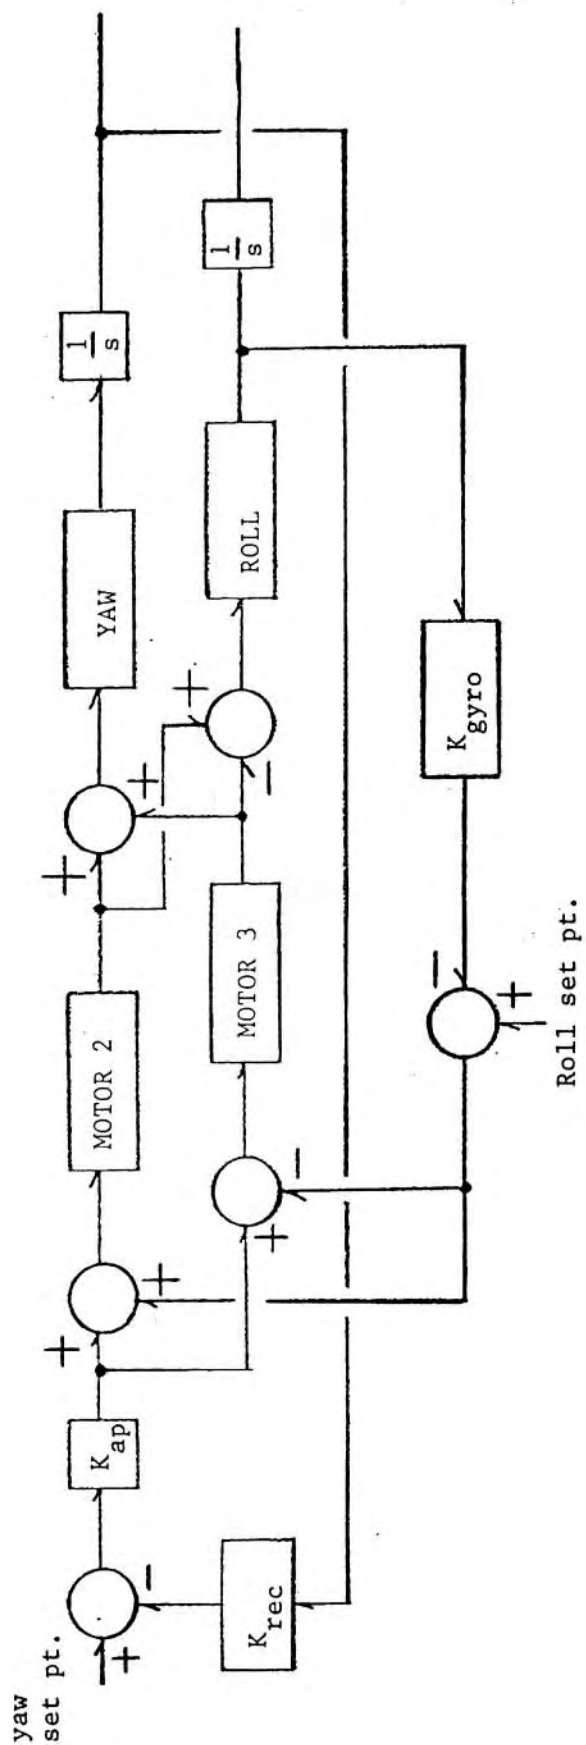 yaw
set pt.
+
-
K_ap
+
+
MOTOR 2
+
+
YAW
1
s
K_rec
+
-
MOTOR 3
-
+
ROLL
1
s
-
+
Roll set pt.
K_gyro